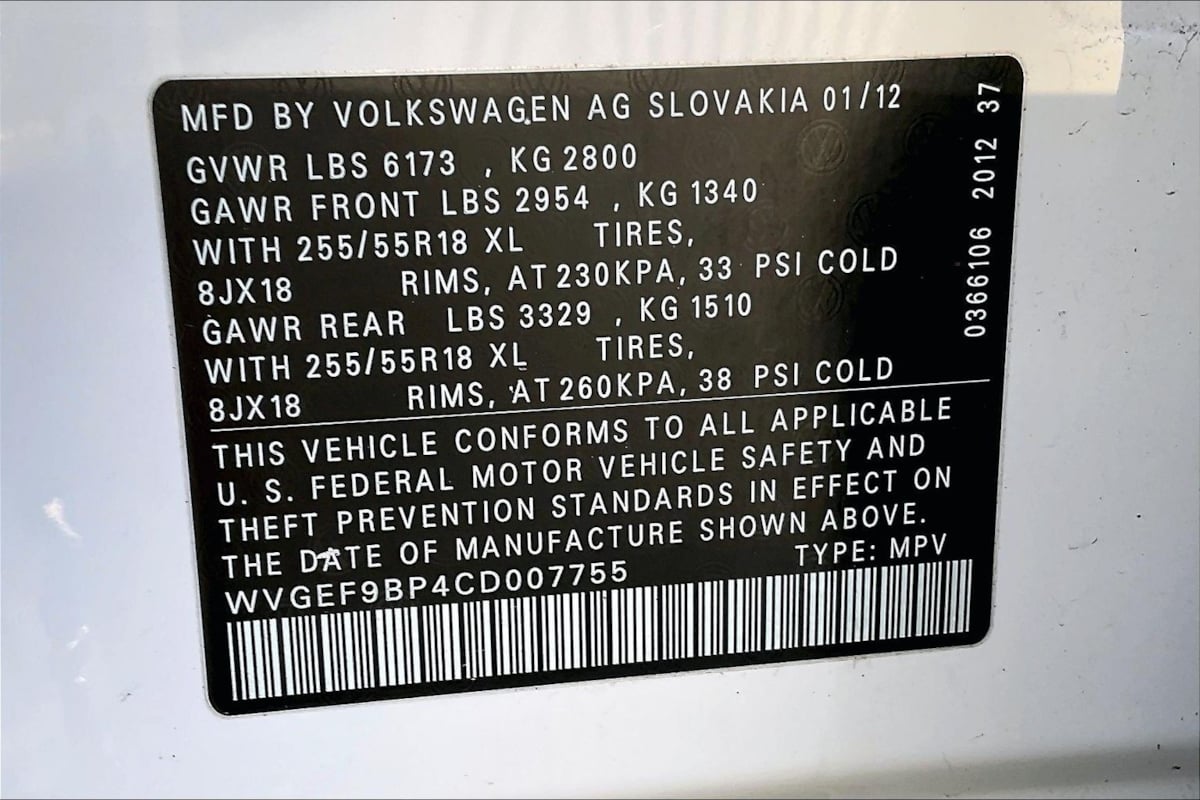 MFD BY VOLKSWAGEN AG SLOVAKIA 01/12
GVWR LBS 6173 , KG 2800
GAWR FRONT LBS 2954 , KG 1340
WITH 255/55R18 XL TIRES,
8JX18 RIMS, AT 230KPA, 33 PSI COLD
GAWR REAR LBS 3329 , KG 1510
WITH 255/55R18 XL TIRES,
8JX18 RIMS, AT 260KPA, 38 PSI COLD
THIS VEHICLE CONFORMS TO ALL APPLICABLE
U. S. FEDERAL MOTOR VEHICLE SAFETY AND
THEFT PREVENTION STANDARDS IN EFFECT ON
THE DATE OF MANUFACTURE SHOWN ABOVE.
WVGEF9BP4CD007755 TYPE: MPV
0366106 2012 37